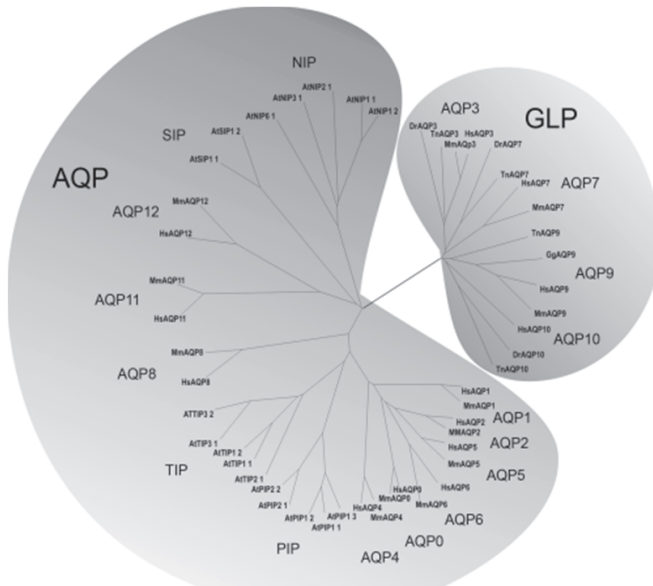 NIP
AtNIP2 1
AtNIP3 1
AtNIP1 1
AtNIP1 2
AtNIP6 1
SIP
AtSIP1 2
AtSIP1 1
AQP
MmAQP12
AQP12
HsAQP12
MmAQP11
AQP11
HsAQP11
MmAQP8
AQP8
HsAQP8
ATTIP3 2
AtTIP3 1
AtTIP1 2
AtTIP1 1
TIP
AtTIP2 1
AtPIP2 2
AtPIP2 1
AtPIP1 2
AtPIP1 3
AtPIP1 1
PIP
HsAQP4
MmAQP4
AQP4
HsAQP0
MmAQP0
AQP0
HsAQP6
MmAQP6
AQP6
HsAQP5
MmAQP5
AQP5
HsAQP2
MMAQP2
AQP2
HsAQP1
MmAQP1
AQP1
GLP
AQP3
DrAQP3
TnAQP3
HsAQP3
MmAQp3
DrAQP7
TnAQP7
HsAQP7
AQP7
MmAQP7
TnAQP9
GgAQP9
AQP9
HsAQP9
MmAQP9
HsAQP10
AQP10
DrAQP10
TnAQP10